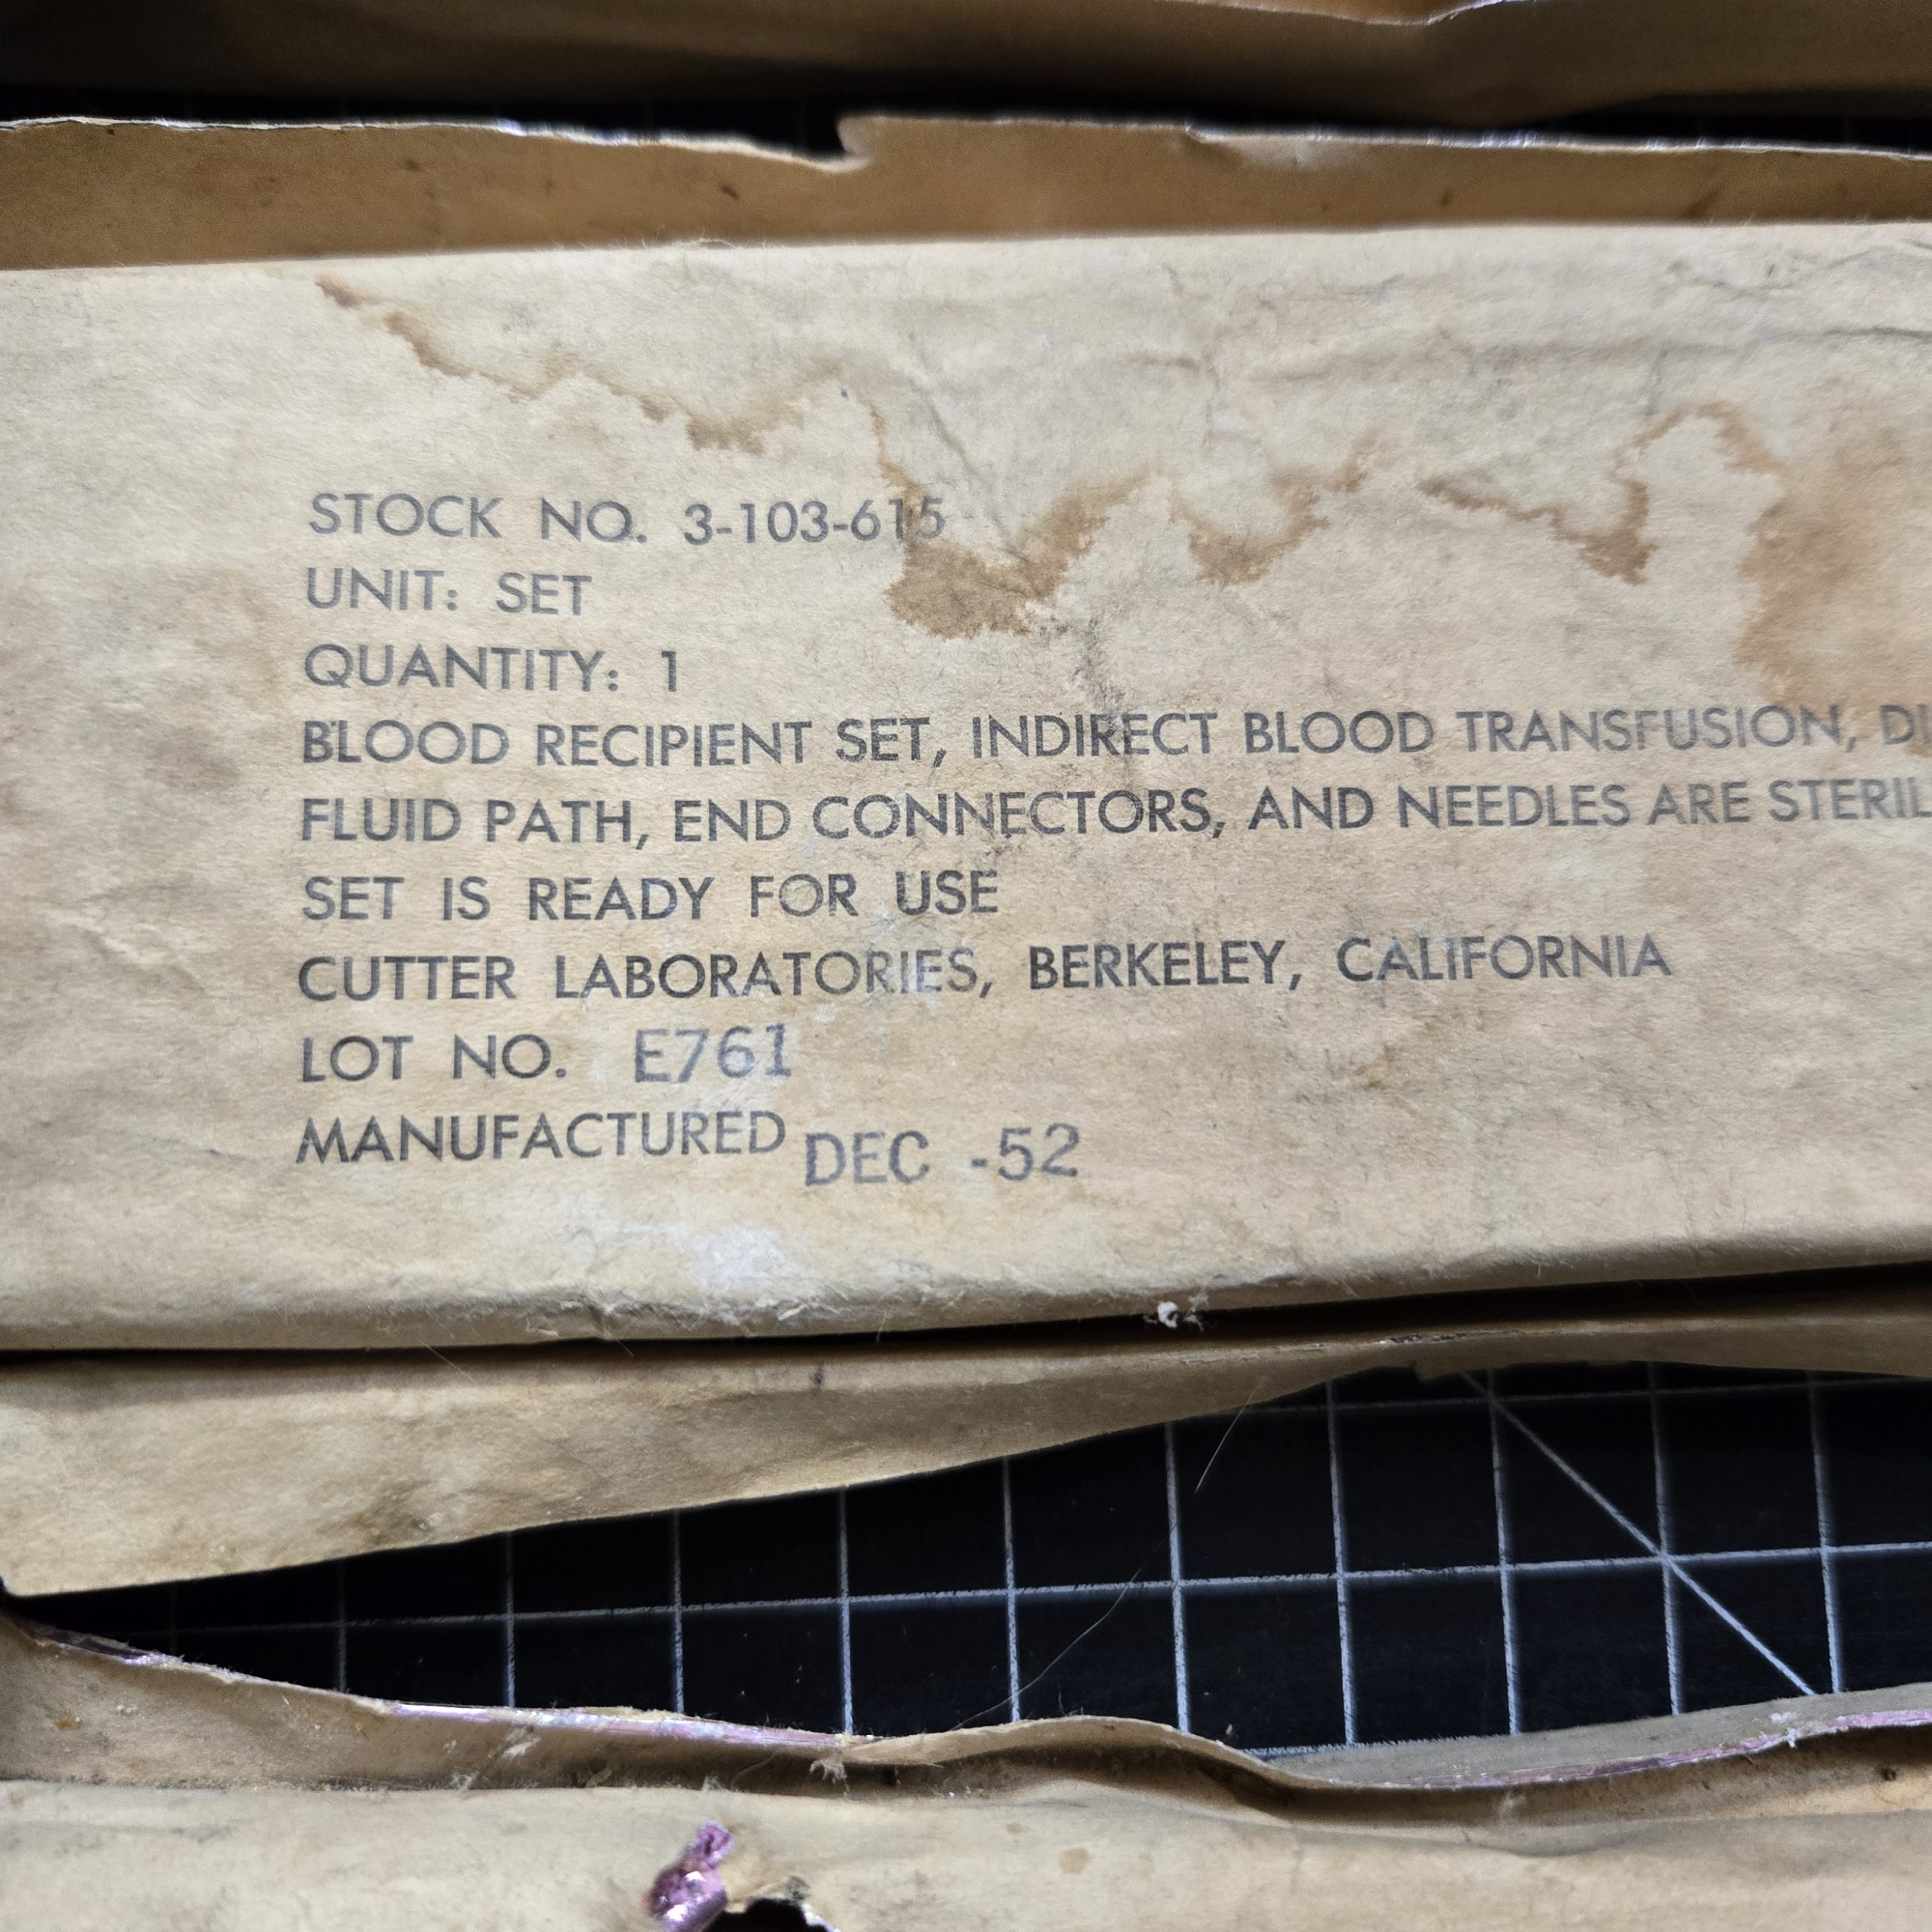 STOCK NO. 3-103-615
UNIT: SET
QUANTITY: 1
BLOOD RECIPIENT SET, INDIRECT BLOOD TRANSFUSION,
FLUID PATH, END CONNECTORS, AND NEEDLES ARE
SET IS READY FOR USE
CUTTER LABORATORIES, BERKELEY, CALIFORNIA
LOT NO. E761
MANUFACTURED DEC -52